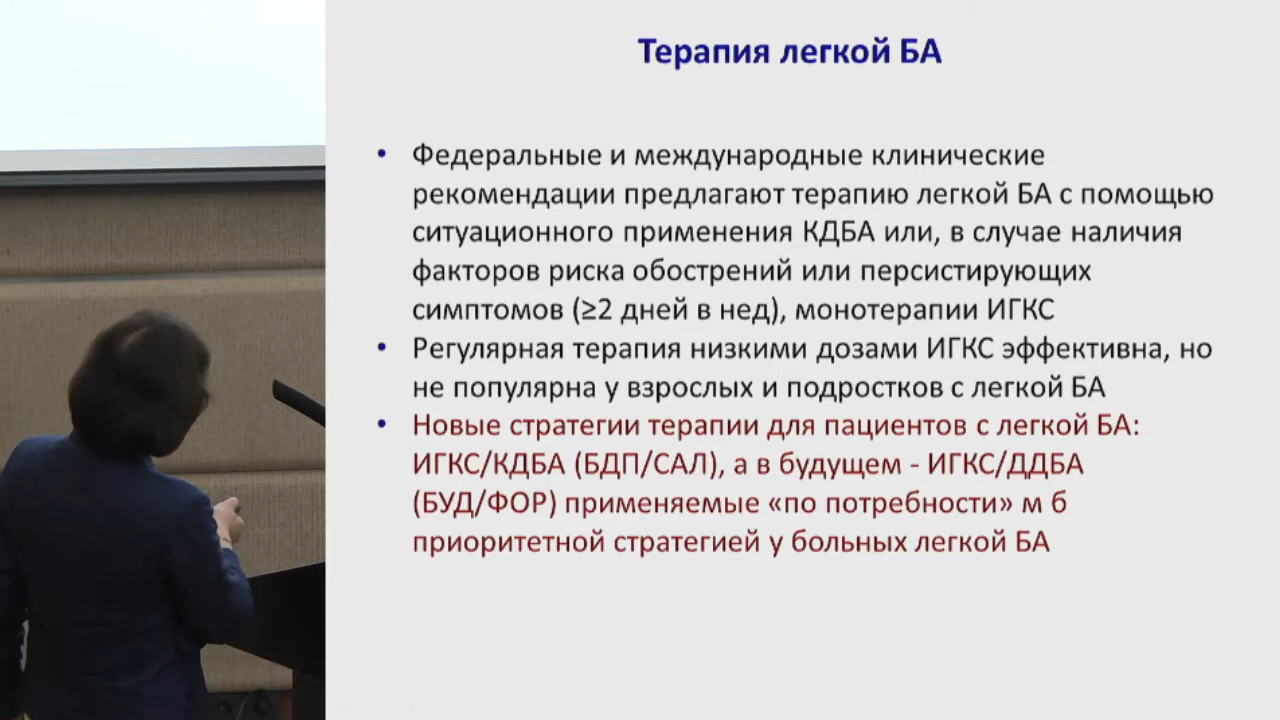 Терапия легкой БА
• Федеральные и международные клинические
рекомендации предлагают терапию легкой БА с помощью
ситуационного применения КДБА или, в случае наличия
факторов риска обострений или персистирующих
симптомов (≥2 дней в нед), монотерапии ИГКС
• Регулярная терапия низкими дозами ИГКС эффективна, но
не популярна у взрослых и подростков с легкой БА
• Новые стратегии терапии для пациентов с легкой БА:
ИГКС/КДБА (БДП/САЛ), а в будущем - ИГКС/ДДБА
(БУД/ФОР) применяемые «по потребности» м б
приоритетной стратегией у больных легкой БА